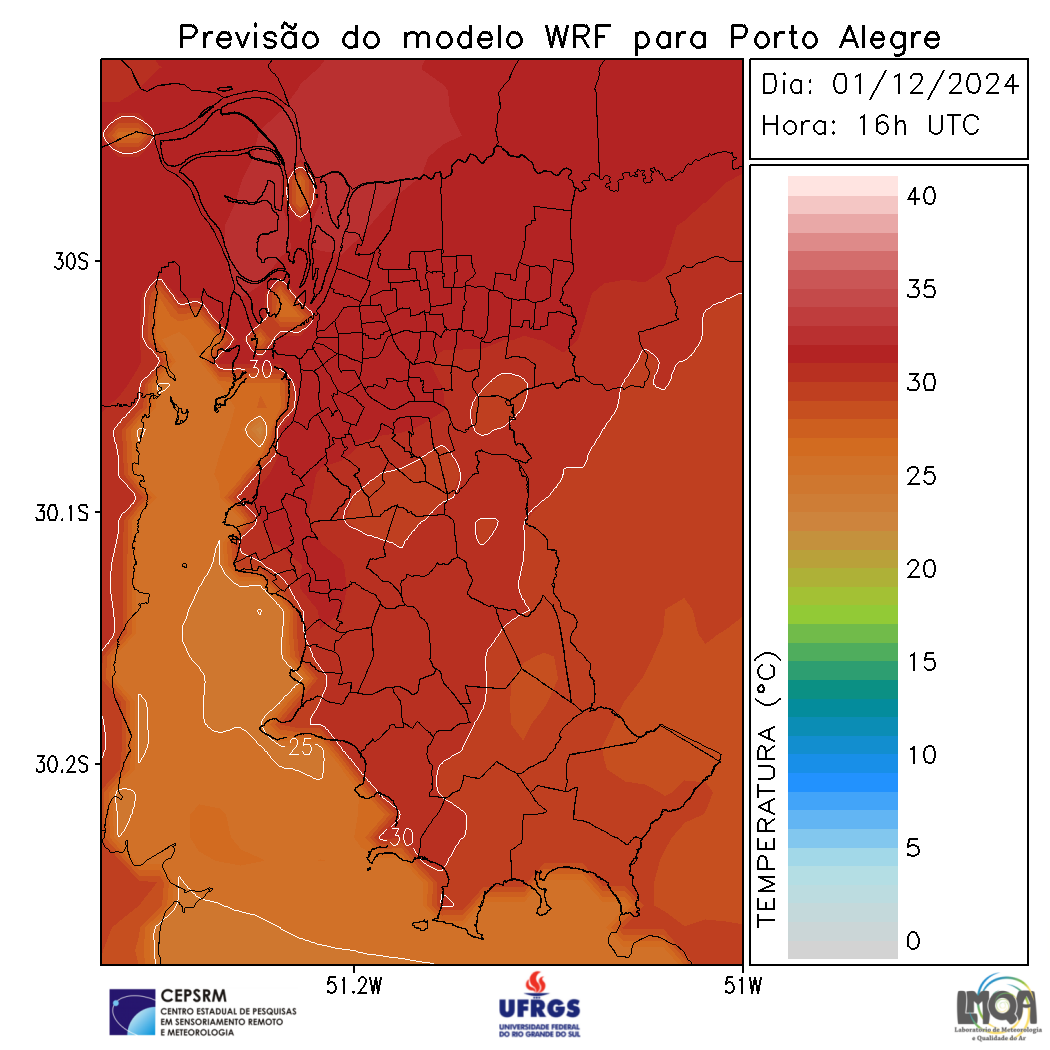 Previsão do modelo WRF para Porto Alegre
Dia: 01/12/2024
Hora: 16h UTC
40
35
30
25
20
15
10
5
0
TEMPERATURA (°C)
30S
30.1S
30.2S
51.2W
51W
30
25
<30
CEPSRM
CENTRO ESTADUAL DE PESQUISAS
EM SENSORIAMENTO REMOTO
E METEOROLOGIA
UFRGS
UNIVERSIDADE FEDERAL
DO RIO GRANDE DO SUL
LMQA
Laboratório de Meteorologia
e Qualidade do Ar